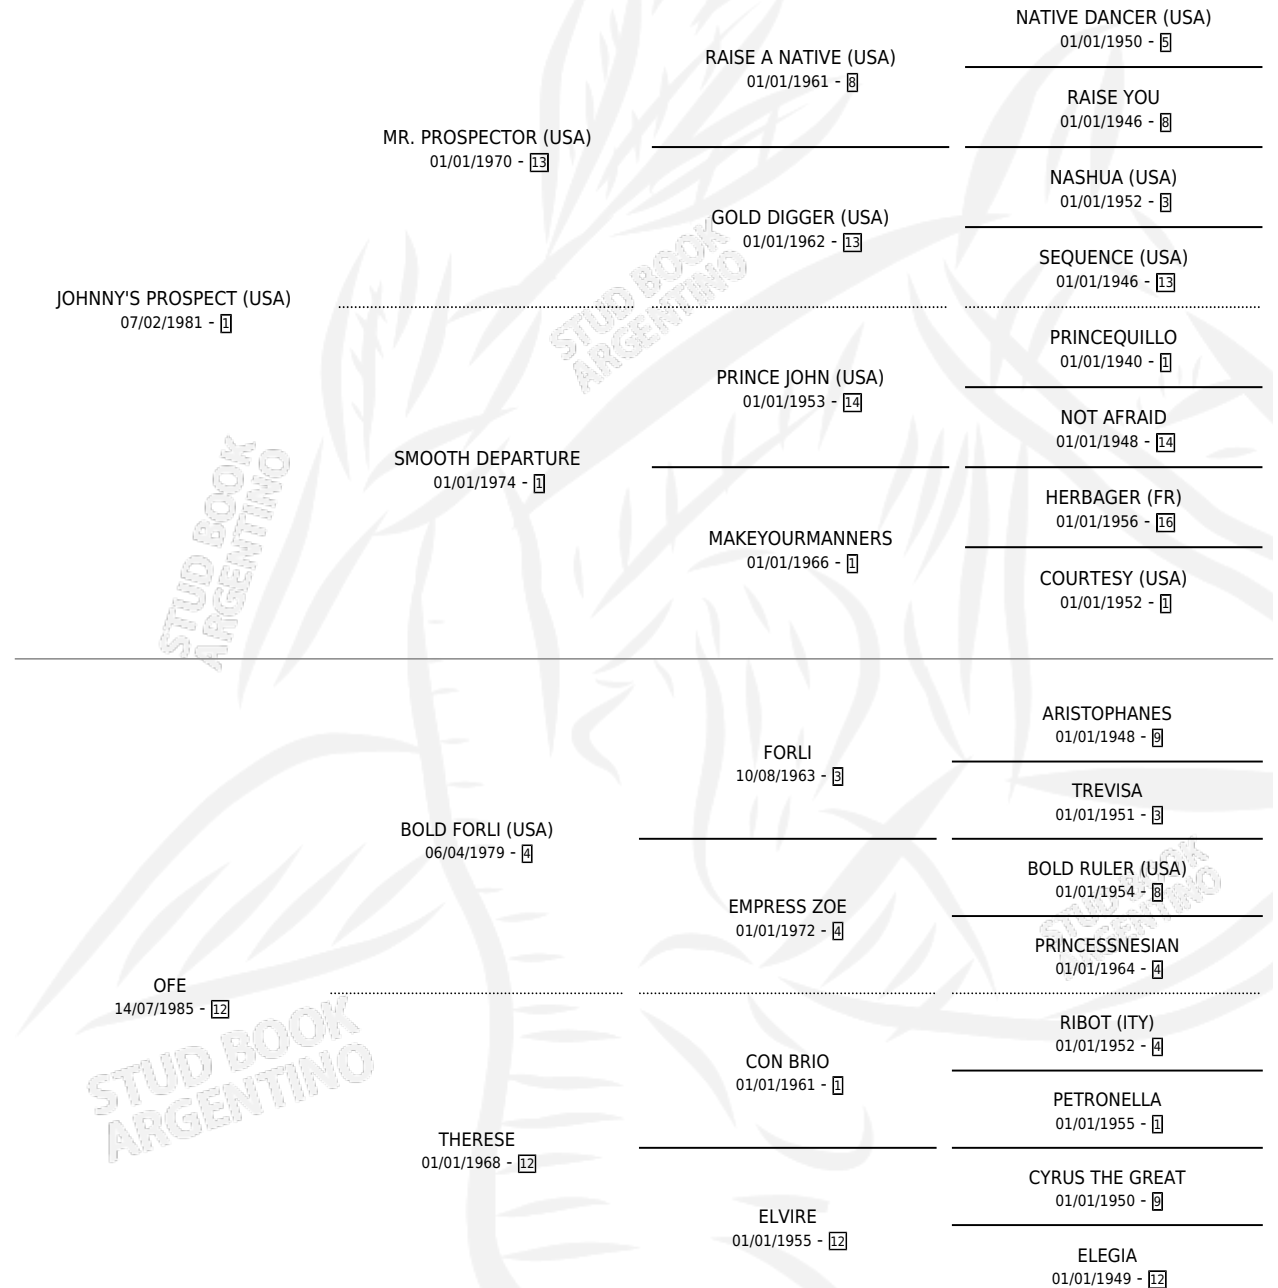 NATIVE DANCER (USA)
01/01/1950 - 5
RAISE A NATIVE (USA)
01/01/1961 - 8
RAISE YOU
01/01/1946 - 8
MR. PROSPECTOR (USA)
01/01/1970 - 13
NASHUA (USA)
01/01/1952 - 3
GOLD DIGGER (USA)
01/01/1962 - 13
SEQUENCE (USA)
01/01/1946 - 13
JOHNNY'S PROSPECT (USA)
07/02/1981 - 1
PRINCEQUILLO
01/01/1940 - 1
PRINCE JOHN (USA)
01/01/1953 - 14
NOT AFRAID
01/01/1948 - 14
SMOOTH DEPARTURE
01/01/1974 - 1
HERBAGER (FR)
01/01/1956 - 16
MAKEYOURMANNERS
01/01/1966 - 1
COURTESY (USA)
01/01/1952 - 1
STUD BOOK
ARGENTINO
STUD BOOK
ARGENTINO
ARISTOPHANES
01/01/1948 - 9
FORLI
10/08/1963 - 3
TREVISA
01/01/1951 - 3
BOLD FORLI (USA)
06/04/1979 - 4
BOLD RULER (USA)
01/01/1954 - 8
EMPRESS ZOE
01/01/1972 - 4
PRINCESSNESIAN
01/01/1964 - 4
OFE
14/07/1985 - 12
RIBOT (ITY)
01/01/1952 - 4
CON BRIO
01/01/1961 - 1
PETRONELLA
01/01/1955 - 1
THERESE
01/01/1968 - 12
CYRUS THE GREAT
01/01/1950 - 9
ELVIRE
01/01/1955 - 12
ELEGIA
01/01/1949 - 12
STUD BOOK
ARGENTINO
STUD BOOK
ARGENTINO